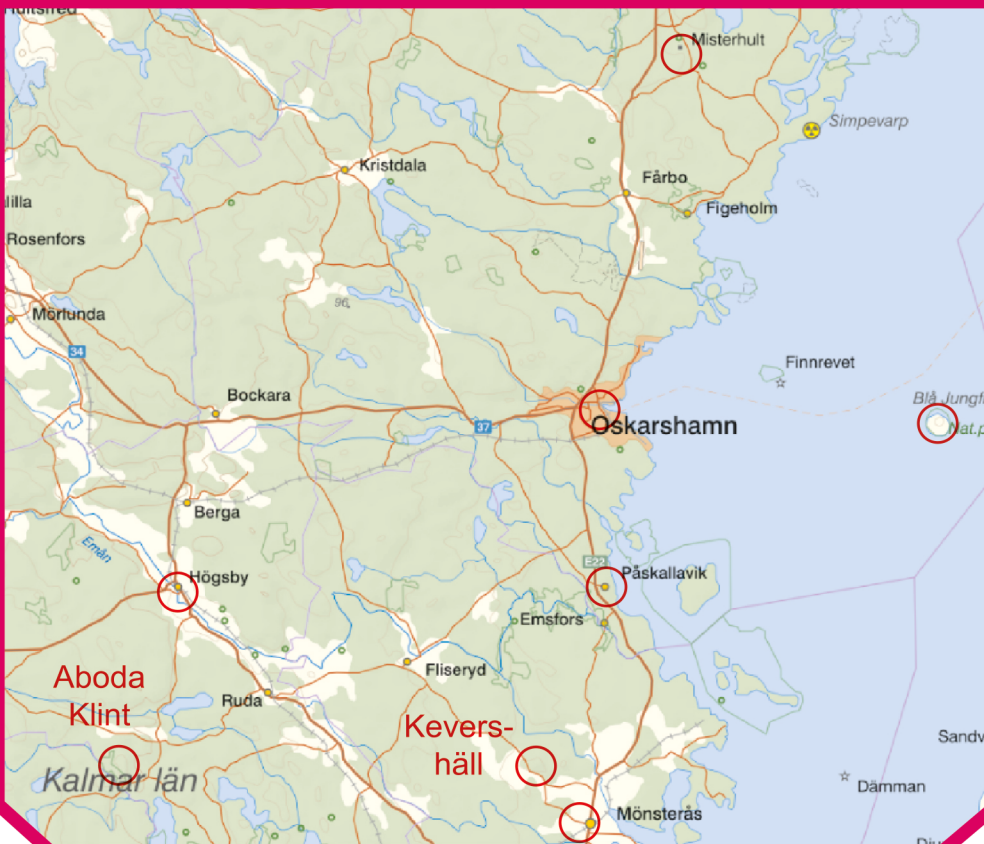 Hultsfred
Misterhult
Simpevarp
Kristdala
Fårbo
Figeholm
Rosenfors
96
Mörlunda
34
Finnrevet
Bockara
Blå Jungfr
Nat.p
37
Oskarshamn
Berga
Emån
E22
Påskallavik
Högsby
Emsfors
Fliseryd
Aboda
Klint
Ruda
Kevers-
häll
Sandv
Kalmar län
Dämman
Mönsterås